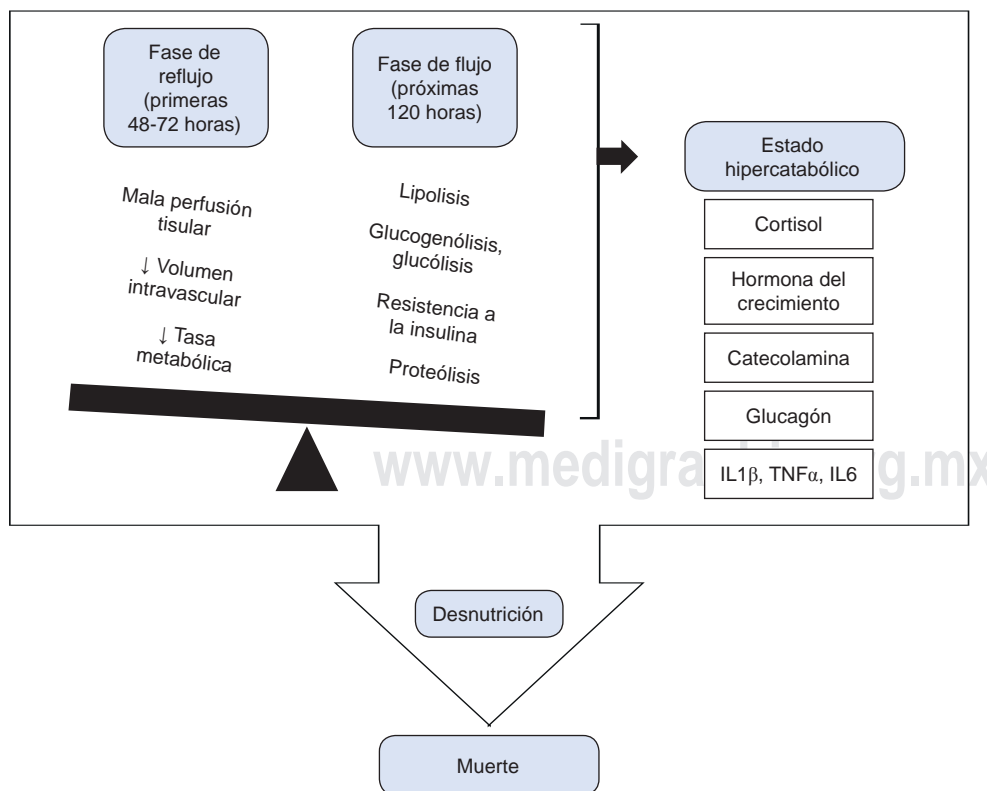 Fase de
reflujo
(primeras
48-72 horas)
Mala perfusión
tisular
↓ Volumen
intravascular
↓ Tasa
metabólica
Fase de flujo
(próximas
120 horas)
Lipolisis
Glucogenólisis,
glucólisis
Resistencia a
la insulina
Proteólisis
Estado
hipercatabólico
Cortisol
Hormona del
crecimiento
Catecolamina
Glucagón
IL1β, TNFα, IL6
Desnutrición
Muerte